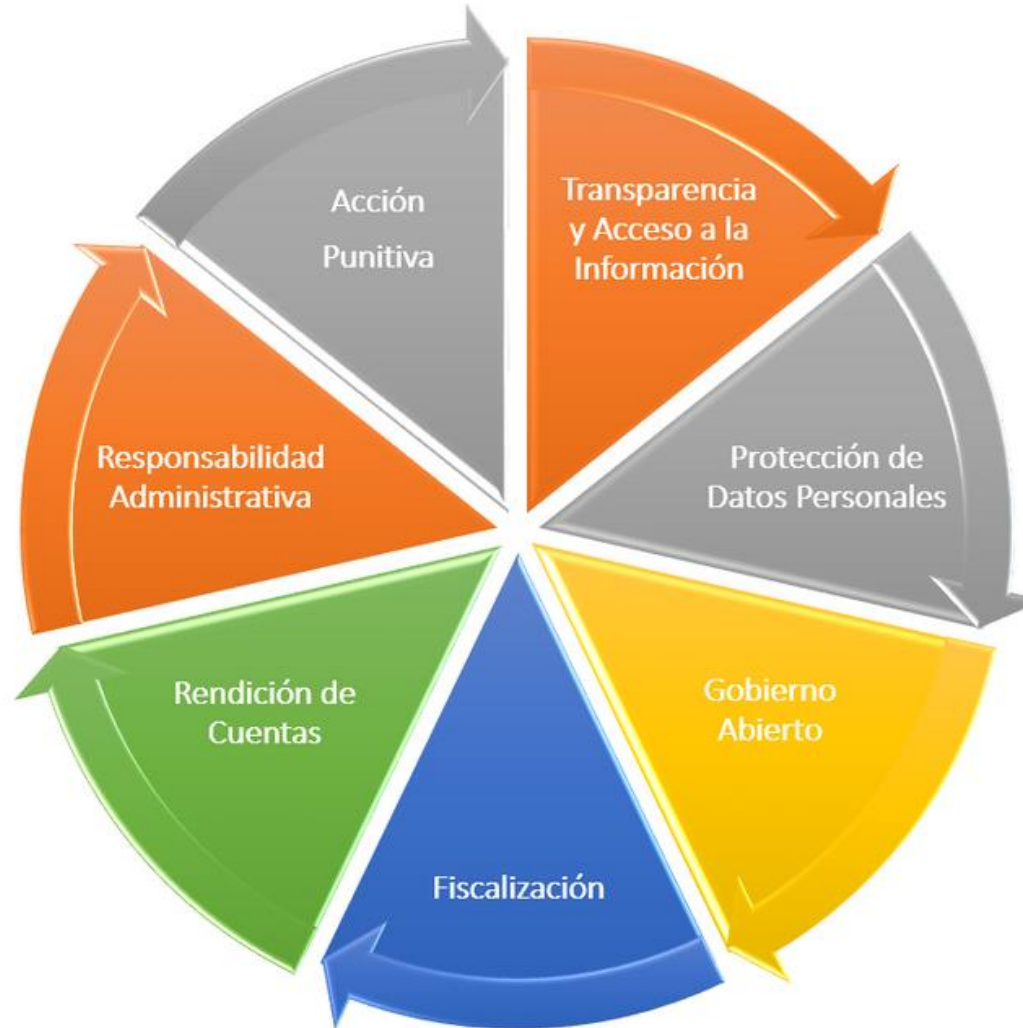 Acción
Punitiva
Transparencia
y Acceso a la
Información
Protección de
Datos Personales
Gobierno
Abierto
Fiscalización
Rendición de
Cuentas
Responsabilidad
Administrativa